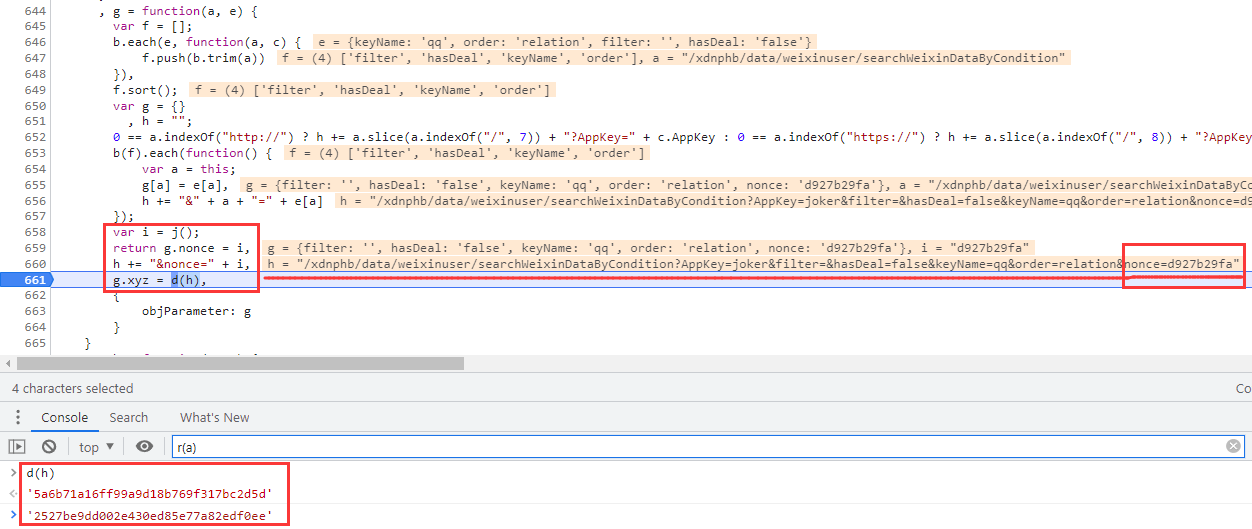 644 , g = function(a, e) {
645 var f = [];
646 b.each(e, function(a, c) { e = {keyName: 'qq', order: 'relation', filter: '', hasDeal: 'false'}
647 f.push(b.trim(a)) f = (4) ['filter', 'hasDeal', 'keyName', 'order'], a = "/xdnphb/data/weixinuser/searchWeixinDataByCondition"
648 }),
649 f.sort(); f = (4) ['filter', 'hasDeal', 'keyName', 'order']
650 var g = {}
651 , h = "";
652 0 == a.indexOf("http://") ? h += a.slice(a.indexOf("/", 7)) + "?AppKey=" + c.AppKey : 0 == a.indexOf("https://") ? h += a.slice(a.indexOf("/", 8)) + "?AppKey
653 b(f).each(function() { f = (4) ['filter', 'hasDeal', 'keyName', 'order']
654 var a = this;
655 g[a] = e[a], g = {filter: '', hasDeal: 'false', keyName: 'qq', order: 'relation', nonce: 'd927b29fa'}, a = "/xdnphb/data/weixinuser/searchWeixinDataByCond
656 h += "&" + a + "=" + e[a] h = "/xdnphb/data/weixinuser/searchWeixinDataByCondition?AppKey=joker&filter=&hasDeal=false&keyName=qq&order=relation&nonce=d9
657 });
658 var i = j();
659 return g.nonce = i, g = {filter: '', hasDeal: 'false', keyName: 'qq', order: 'relation', nonce: 'd927b29fa'}, i = "d927b29fa"
660 h += "&nonce=" + i, h = "/xdnphb/data/weixinuser/searchWeixinDataByCondition?AppKey=joker&filter=&hasDeal=false&keyName=qq&order=relation&nonce=d927b29fa"
661 g.xyz = d(h),
662 {
663 objParameter: g
664 }
665 }
4 characters selected
Co
Console Search What's New
top ▼ r(a)
> d(h)
'5a6b71a16ff99a9d18b769f317bc2d5d'
> '2527be9dd002e430ed85e77a82edf0ee'